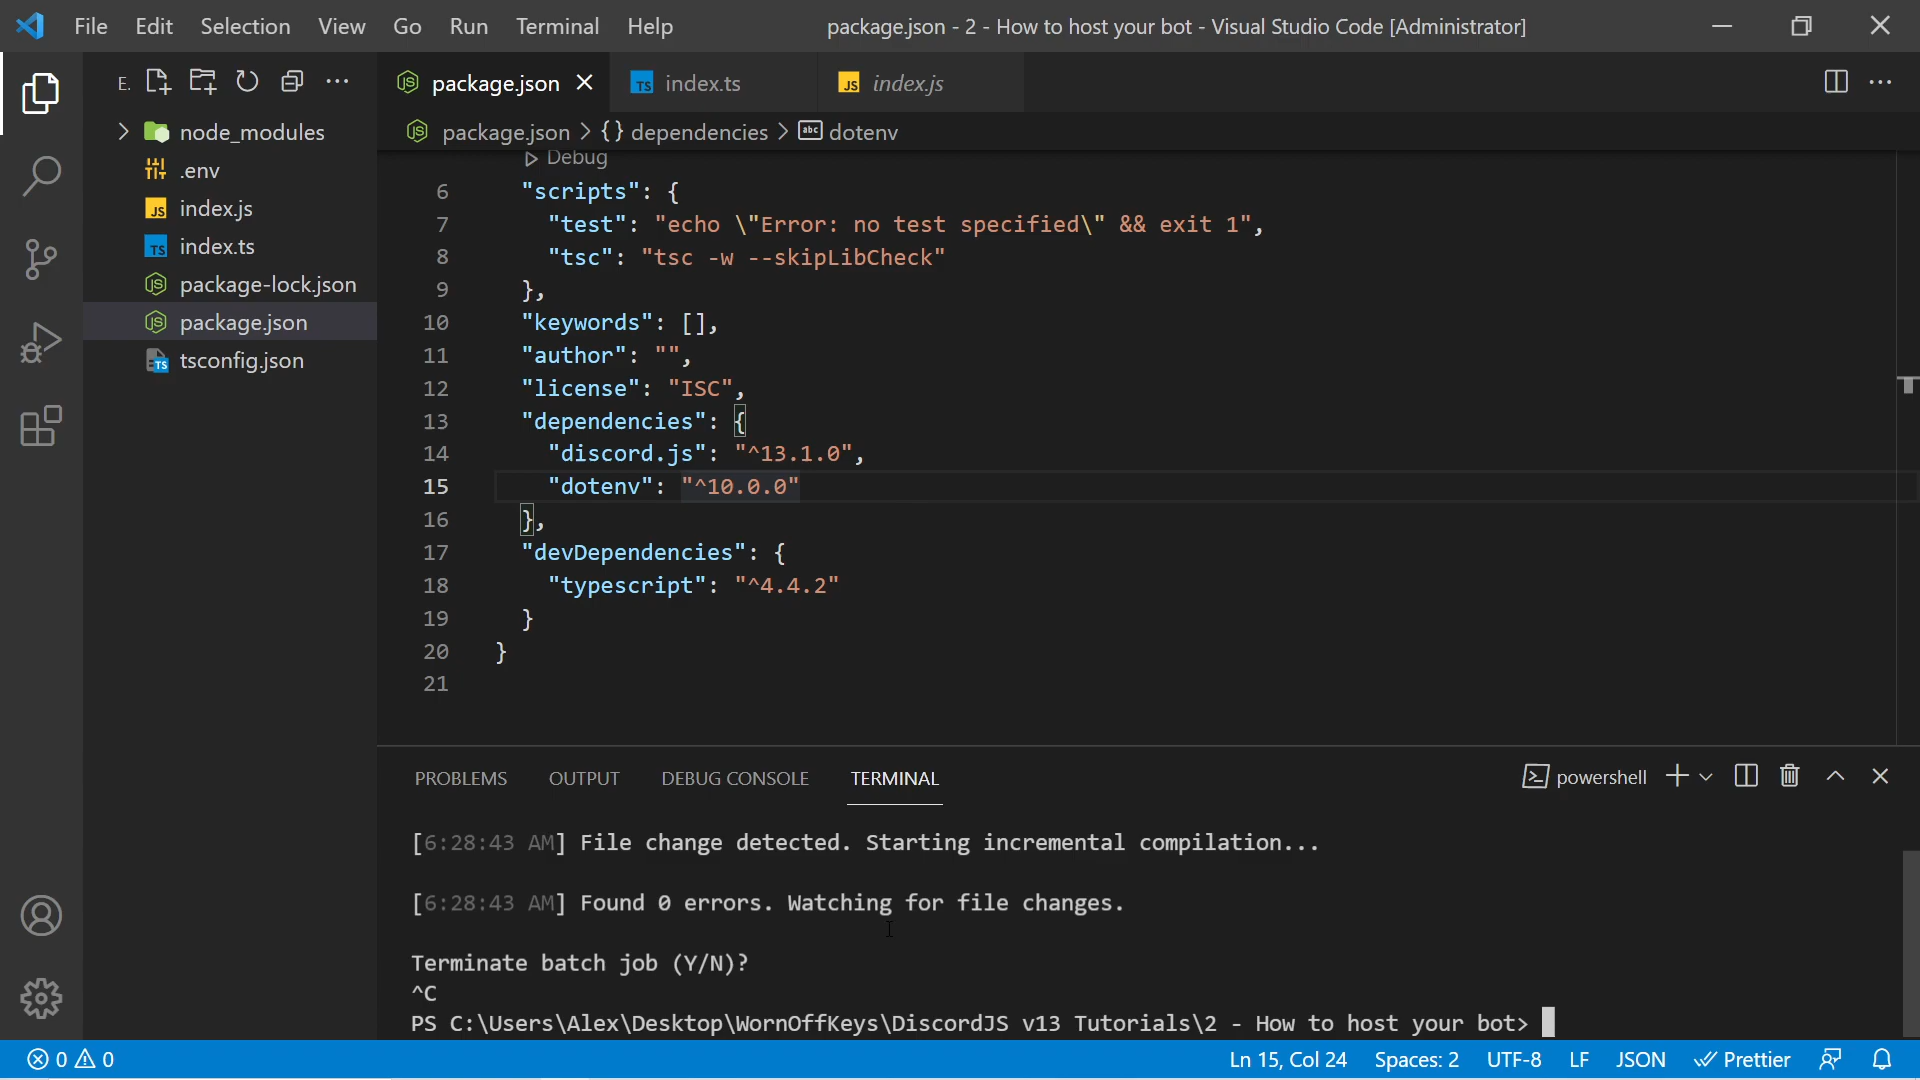 File Edit Selection View Go Run Terminal Help package.json - 2 - How to host your bot - Visual Studio Code [Administrator]
E.
package.json index.ts index.js
package.json > {} dependencies > abc dotenv
node_modules
.env
index.js
index.ts
package-lock.json
package.json
tsconfig.json
Debug
6 "scripts": {
7 "test": "echo \"Error: no test specified\" && exit 1",
8 "tsc": "tsc -w --skipLibCheck"
9 },
10 "keywords": [],
11 "author": "",
12 "license": "ISC",
13 "dependencies": {
14 "discord.js": "^13.1.0",
15 "dotenv": "^10.0.0"
16 },
17 "devDependencies": {
18 "typescript": "^4.4.2"
19 }
20 }
21
PROBLEMS OUTPUT DEBUG CONSOLE TERMINAL powershell
[6:28:43 AM] File change detected. Starting incremental compilation...
[6:28:43 AM] Found 0 errors. Watching for file changes.
Terminate batch job (Y/N)?
^C
PS C:\Users\Alex\Desktop\WornOffKeys\DiscordJS v13 Tutorials\2 - How to host your bot>
0 0 Ln 15, Col 24 Spaces: 2 UTF-8 LF JSON Prettier